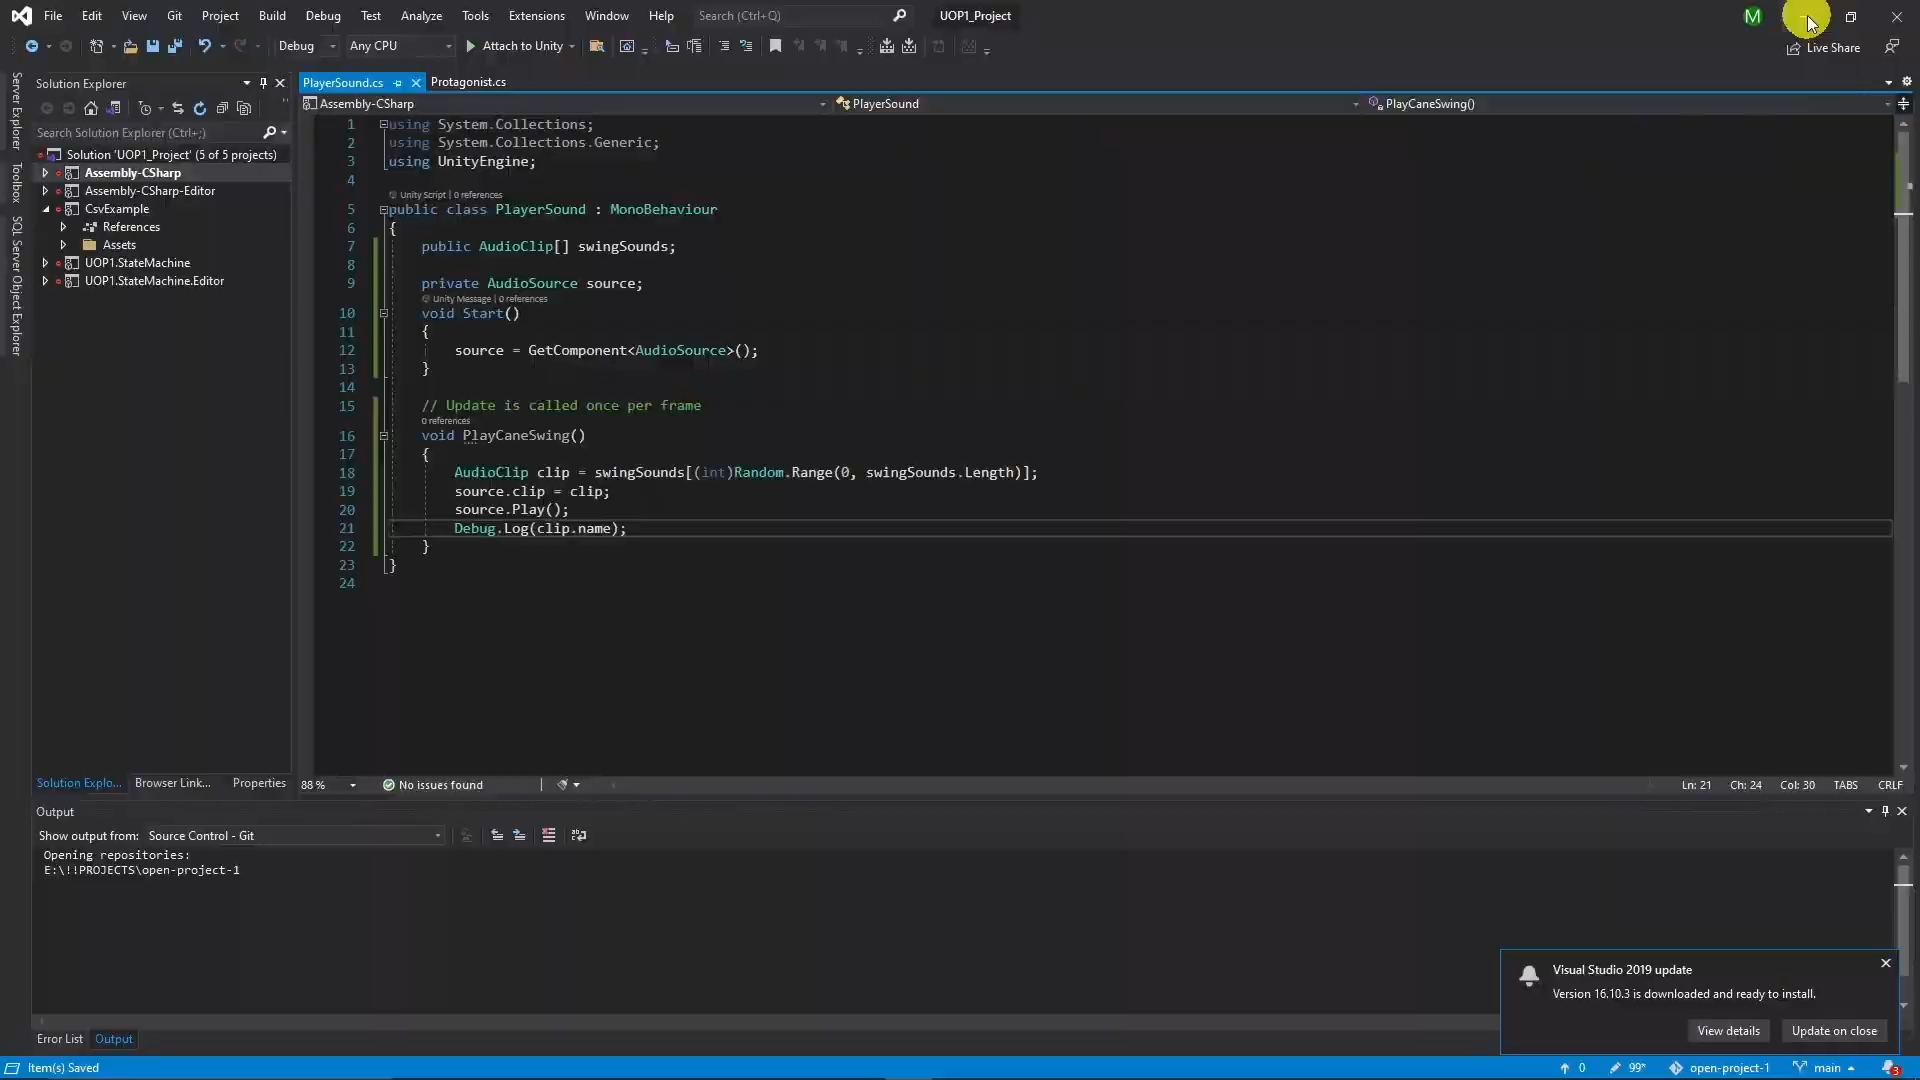 File Edit View Git Project Build Debug Test Analyze Tools Extensions Window Help Search (Ctrl+Q) UOP1_Project M
Debug Any CPU Attach to Unity Live Share
Server Explorer
Toolbox
SQL Server Object Explorer
Solution Explorer
Search Solution Explorer (Ctrl+;)
Solution 'UOP1_Project' (5 of 5 projects)
Assembly-CSharp
Assembly-CSharp-Editor
CsvExample
References
Assets
UOP1.StateMachine
UOP1.StateMachine.Editor
Solution Explo... Browser Link... Properties
PlayerSound.cs Protagonist.cs
Assembly-CSharp PlayerSound PlayCaneSwing()
1 using System.Collections;
2 using System.Collections.Generic;
3 using UnityEngine;
4
Unity Script | 0 references
5 public class PlayerSound : MonoBehaviour
6 {
7 public AudioClip[] swingSounds;
8
9 private AudioSource source;
Unity Message | 0 references
10 void Start()
11 {
12 source = GetComponent<AudioSource>();
13 }
14
15 // Update is called once per frame
0 references
16 void PlayCaneSwing()
17 {
18 AudioClip clip = swingSounds[(int)Random.Range(0, swingSounds.Length)];
19 source.clip = clip;
20 source.Play();
21 Debug.Log(clip.name);
22 }
23 }
24
88 % No issues found Ln: 21 Ch: 24 Col: 30 TABS CRLF
Output
Show output from: Source Control - Git
Opening repositories:
E:\!!PROJECTS\open-project-1
Visual Studio 2019 update
Version 16.10.3 is downloaded and ready to install.
View details Update on close
Error List Output
Item(s) Saved 0 99* open-project-1 main 3